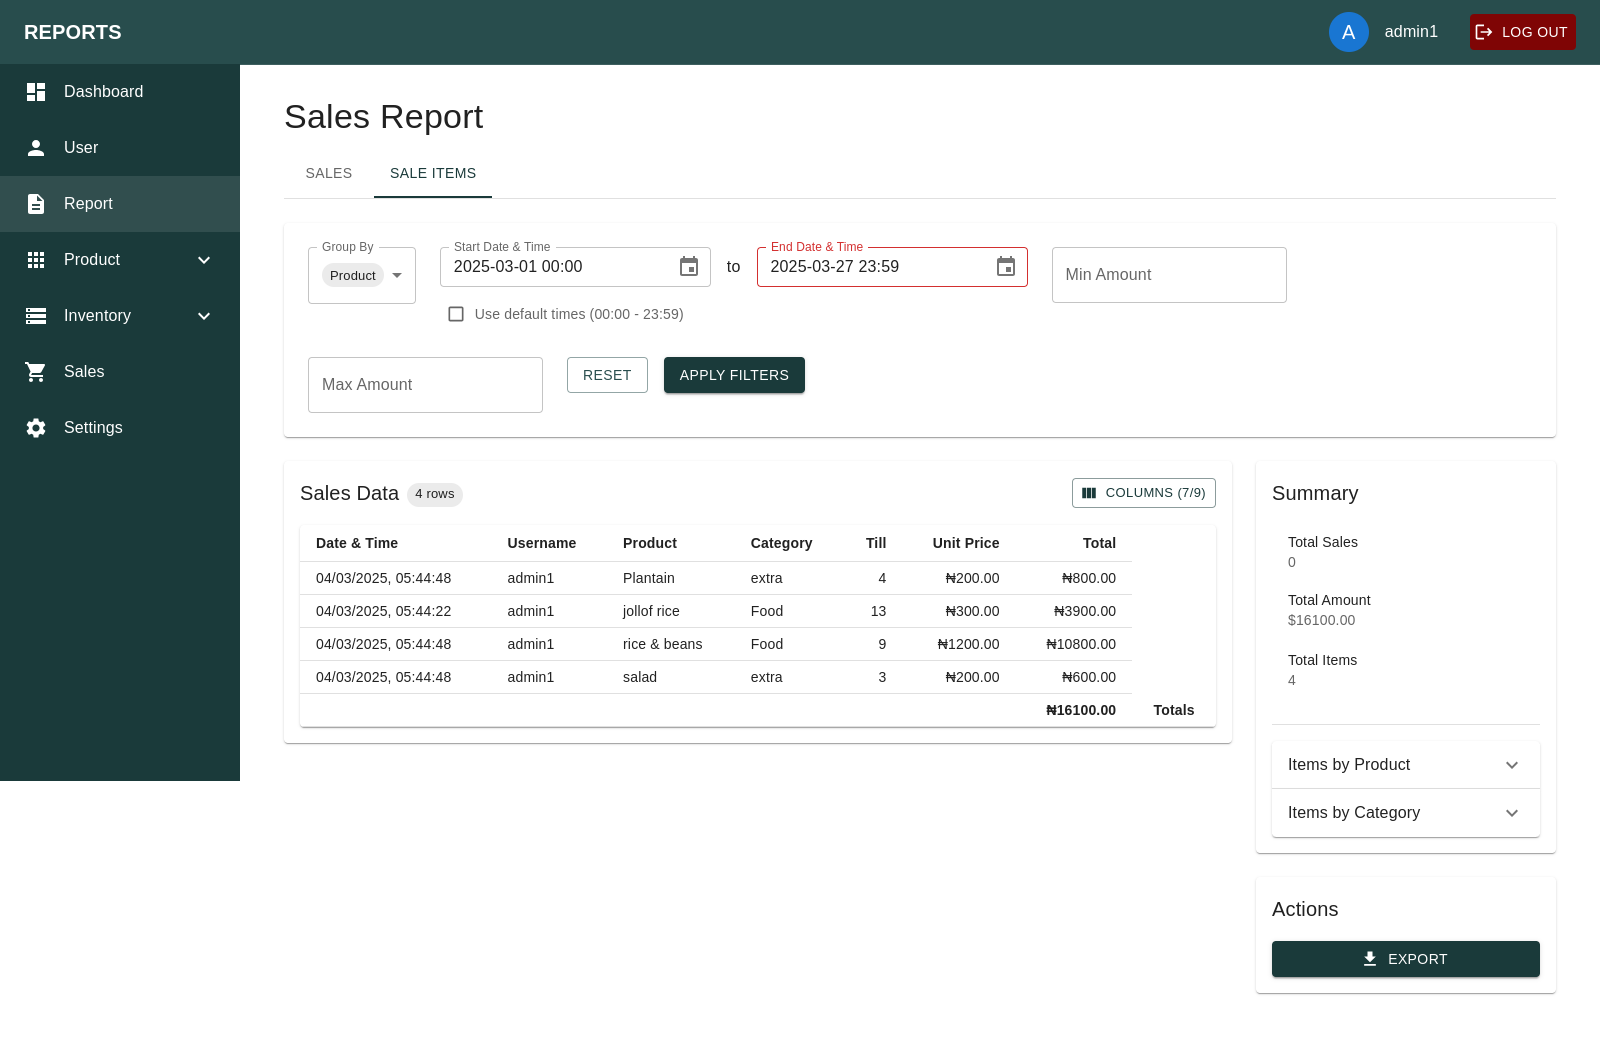 REPORTS
A admin1 LOG OUT
Dashboard
User
Report
Product
Inventory
Sales
Settings
Sales Report
SALES SALE ITEMS
Group By
Product
Start Date & Time
2025-03-01 00:00
to
End Date & Time
2025-03-27 23:59
Min Amount
Use default times (00:00 - 23:59)
Max Amount
RESET
APPLY FILTERS
Sales Data 4 rows
COLUMNS (7/9)
Date & Time Username Product Category Till Unit Price Total
04/03/2025, 05:44:48 admin1 Plantain extra 4 ₦200.00 ₦800.00
04/03/2025, 05:44:22 admin1 jollof rice Food 13 ₦300.00 ₦3900.00
04/03/2025, 05:44:48 admin1 rice & beans Food 9 ₦1200.00 ₦10800.00
04/03/2025, 05:44:48 admin1 salad extra 3 ₦200.00 ₦600.00
₦16100.00 Totals
Summary
Total Sales
0
Total Amount
$16100.00
Total Items
4
Items by Product
Items by Category
Actions
EXPORT